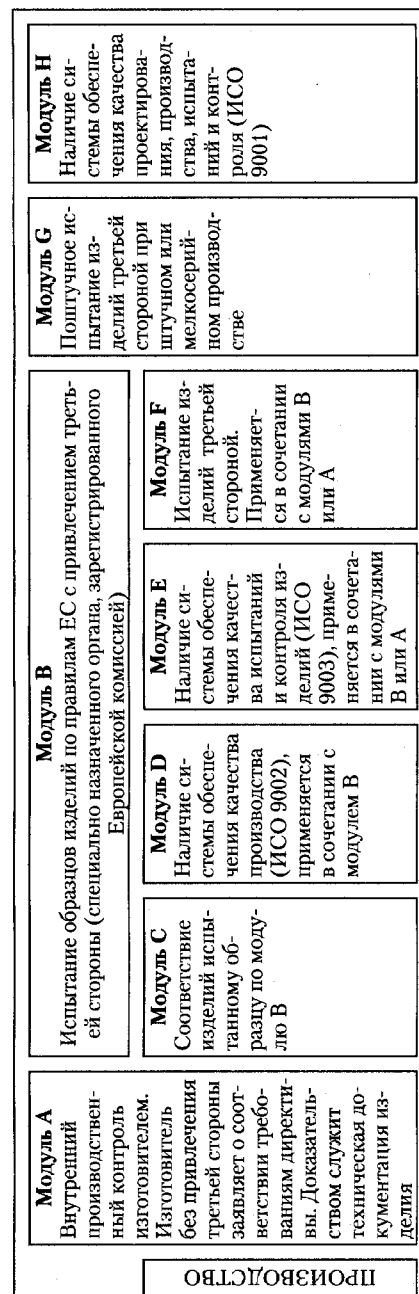 ПРОИЗВОДСТВО
Модуль A
Внутренний
производствен-
ный контроль
изготовителем.
Изготовитель
без привлечения
третьей стороны
заявляет о соот-
ветствии требо-
ваниям директи-
вы. Доказатель-
ством служит
техническая до-
кументация из-
делия
Модуль B
Испытание образцов изделий по правилам ЕС с привлечением треть-
ей стороны (специально назначенного органа, зарегистрированного
Европейской комиссией)
Модуль C
Соответствие
изделий испы-
танному об-
разцу по моду-
лю B
Модуль D
Наличие си-
стемы обеспе-
чения качества
производства
(ИСО 9002),
применяется
в сочетании с
модулем B
Модуль E
Наличие си-
стемы обеспе-
чения качест-
ва испытаний
и контроля из-
делий (ИСО
9003), приме-
няется в сочета-
нии с модулями
B или A
Модуль F
Испытание из-
делий третьей
стороной.
Применяет-
ся в сочетании
с модулями B
или A
Модуль G
Поштучное ис-
пытание из-
делий третьей
стороной при
штучном или
мелкосерий-
ном производ-
стве
Модуль H
Наличие си-
стемы обеспе-
чения качества
проектирова-
ния, производ-
ства, испыта-
ний и конт-
роля (ИСО
9001)